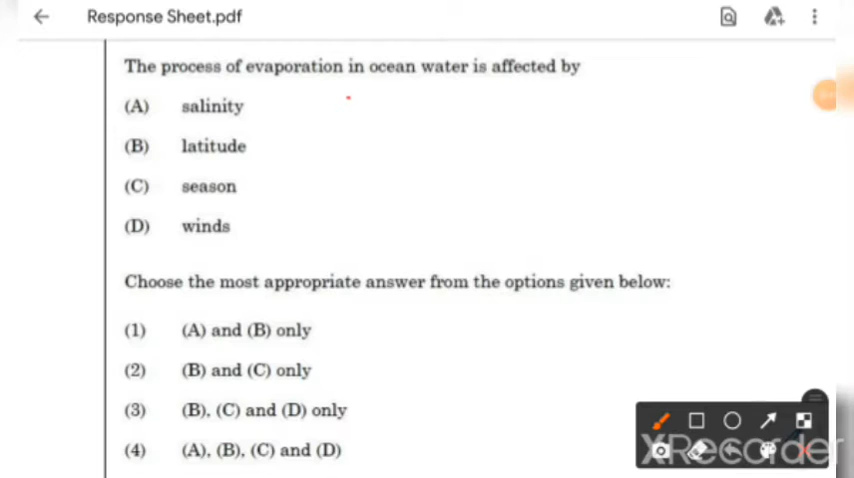 Response Sheet.pdf
The process of evaporation in ocean water is affected by
(A) salinity
(B) latitude
(C) season
(D) winds
Choose the most appropriate answer from the options given below:
(1) (A) and (B) only
(2) (B) and (C) only
(3) (B), (C) and (D) only
(4) (A), (B), (C) and (D)
XRecorder